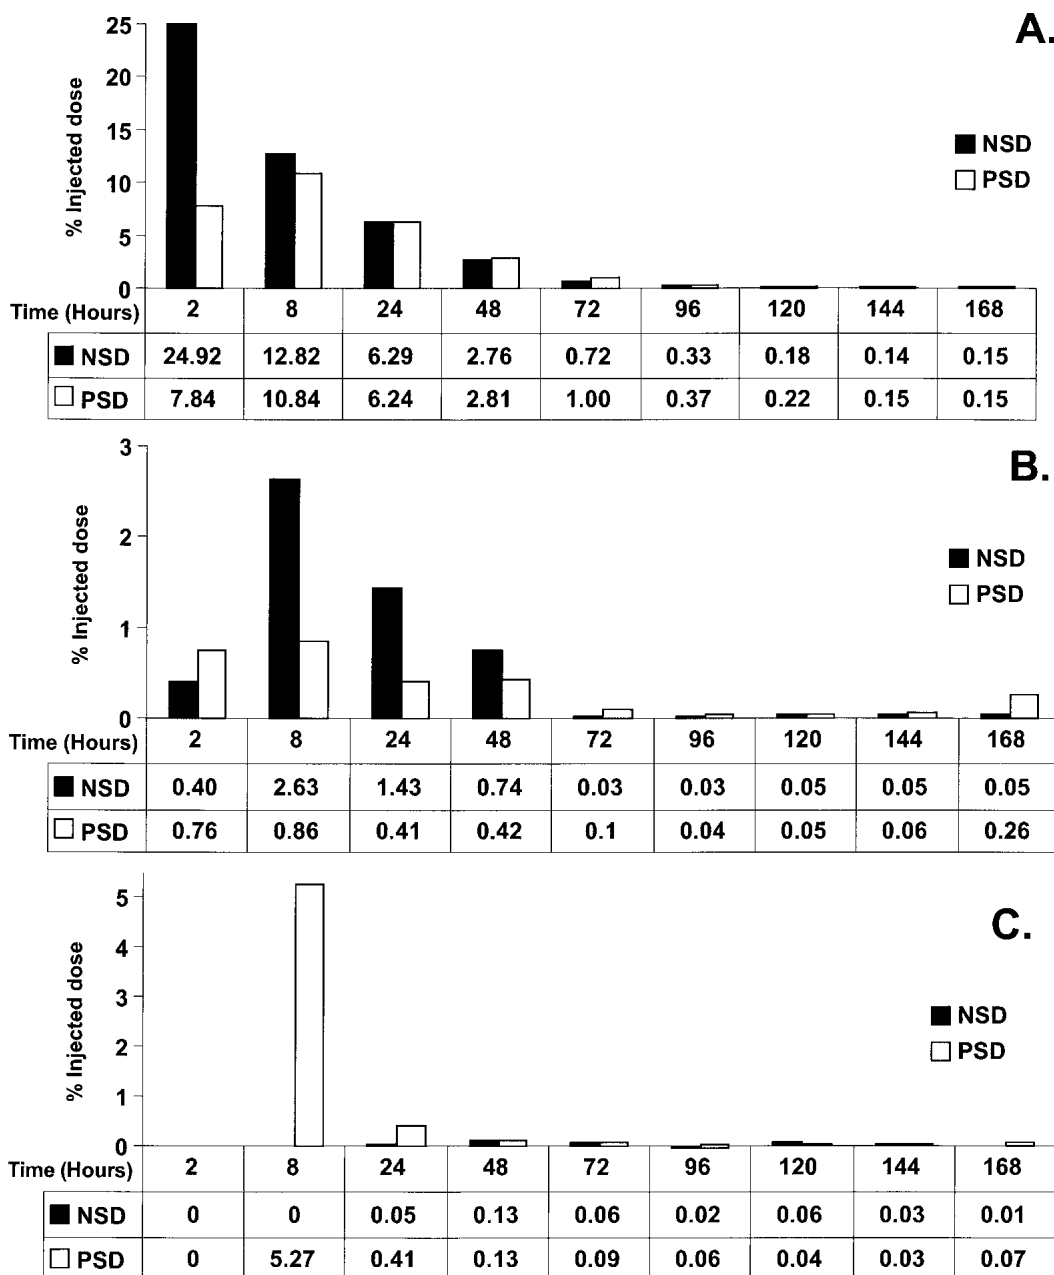 A.
% Injected dose
25
20
15
10
5
0
NSD
PSD
Time (Hours) 2 8 24 48 72 96 120 144 168
NSD 24.92 12.82 6.29 2.76 0.72 0.33 0.18 0.14 0.15
PSD 7.84 10.84 6.24 2.81 1.00 0.37 0.22 0.15 0.15
B.
% Injected dose
3
2
1
0
NSD
PSD
Time (Hours) 2 8 24 48 72 96 120 144 168
NSD 0.40 2.63 1.43 0.74 0.03 0.03 0.05 0.05 0.05
PSD 0.76 0.86 0.41 0.42 0.1 0.04 0.05 0.06 0.26
C.
% Injected dose
5
4
3
2
1
0
NSD
PSD
Time (Hours) 2 8 24 48 72 96 120 144 168
NSD 0 0 0.05 0.13 0.06 0.02 0.06 0.03 0.01
PSD 0 5.27 0.41 0.13 0.09 0.06 0.04 0.03 0.07